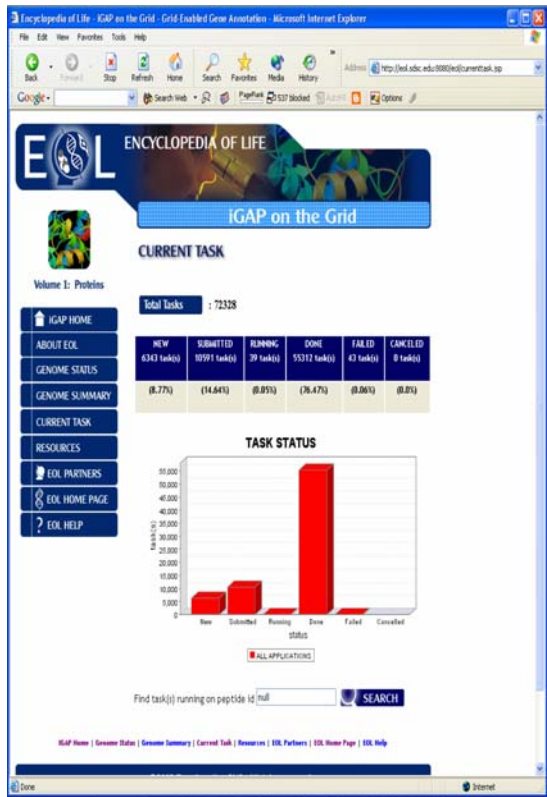 Encyclopedia of Life - iGAP on the Grid - Grid-Enabled Gene Annotation - Microsoft Internet Explorer
File Edit View Favorites Tools Help
Back Forward Stop Refresh Home Search Favorites Media History » Address http://eol.sdsc.edu:9080/eol/currenttask.jsp
Google Search Web PageRank 537 blocked AutoFill Options
EOL ENCYCLOPEDIA OF LIFE
iGAP on the Grid
CURRENT TASK
Volume 1: Proteins
Total Tasks : 72328
iGAP HOME
ABOUT EOL
GENOME STATUS
GENOME SUMMARY
CURRENT TASK
RESOURCES
EOL PARTNERS
EOL HOME PAGE
? EOL HELP
NEW SUBMITTED RUNNING DONE FAILED CANCELED
6343 task(s) 10591 task(s) 39 task(s) 55312 task(s) 43 task(s) 0 task(s)
(8.77%) (14.64%) (0.05%) (76.47%) (0.06%) (0.0%)
TASK STATUS
55,000
50,000
45,000
40,000
35,000
30,000
25,000
20,000
15,000
10,000
5,000
0
task(s)
New Submitted Running Done Failed Cancelled
status
ALL APPLICATIONS
Find task(s) running on peptide id null SEARCH
iGAP Home | Genome Status | Genome Summary | Current Task | Resources | EOL Partners | EOL Home Page | EOL Help
Done Internet